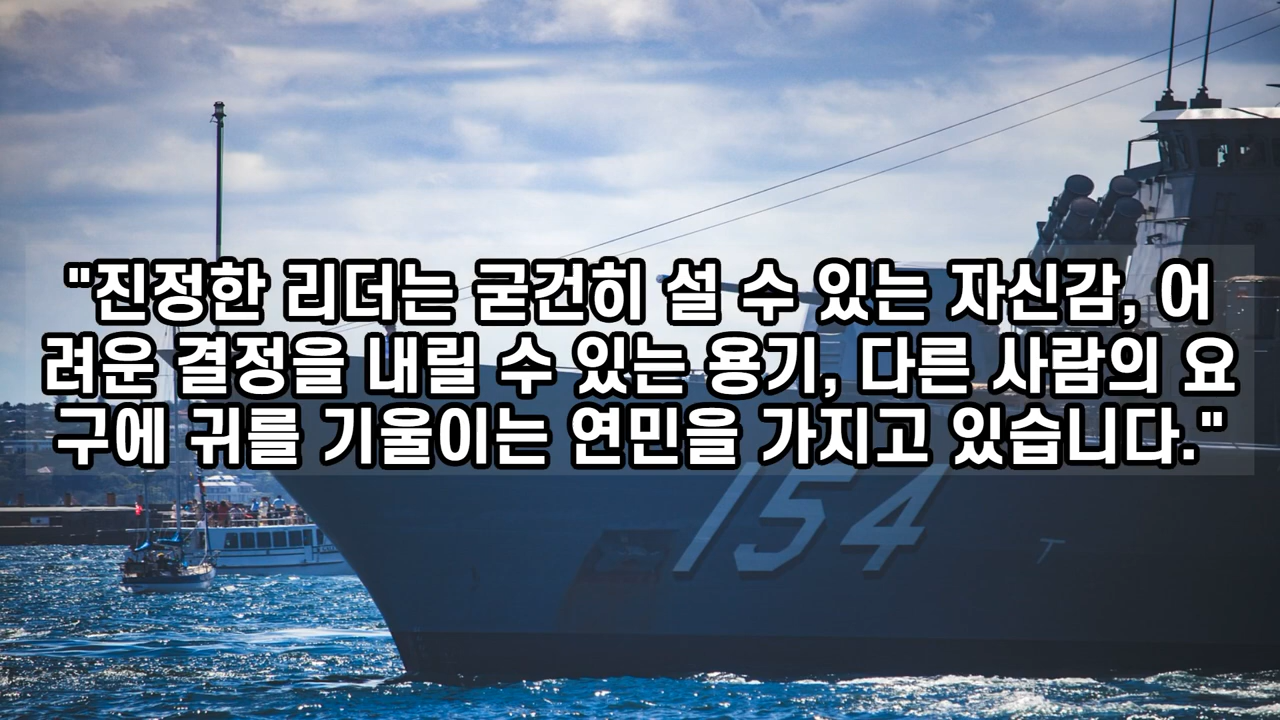 "진정한 리더는 굳건히 설 수 있는 자신감, 어
려운 결정을 내릴 수 있는 용기, 다른 사람의 요
구에 귀를 기울이는 연민을 가지고 있습니다."
154